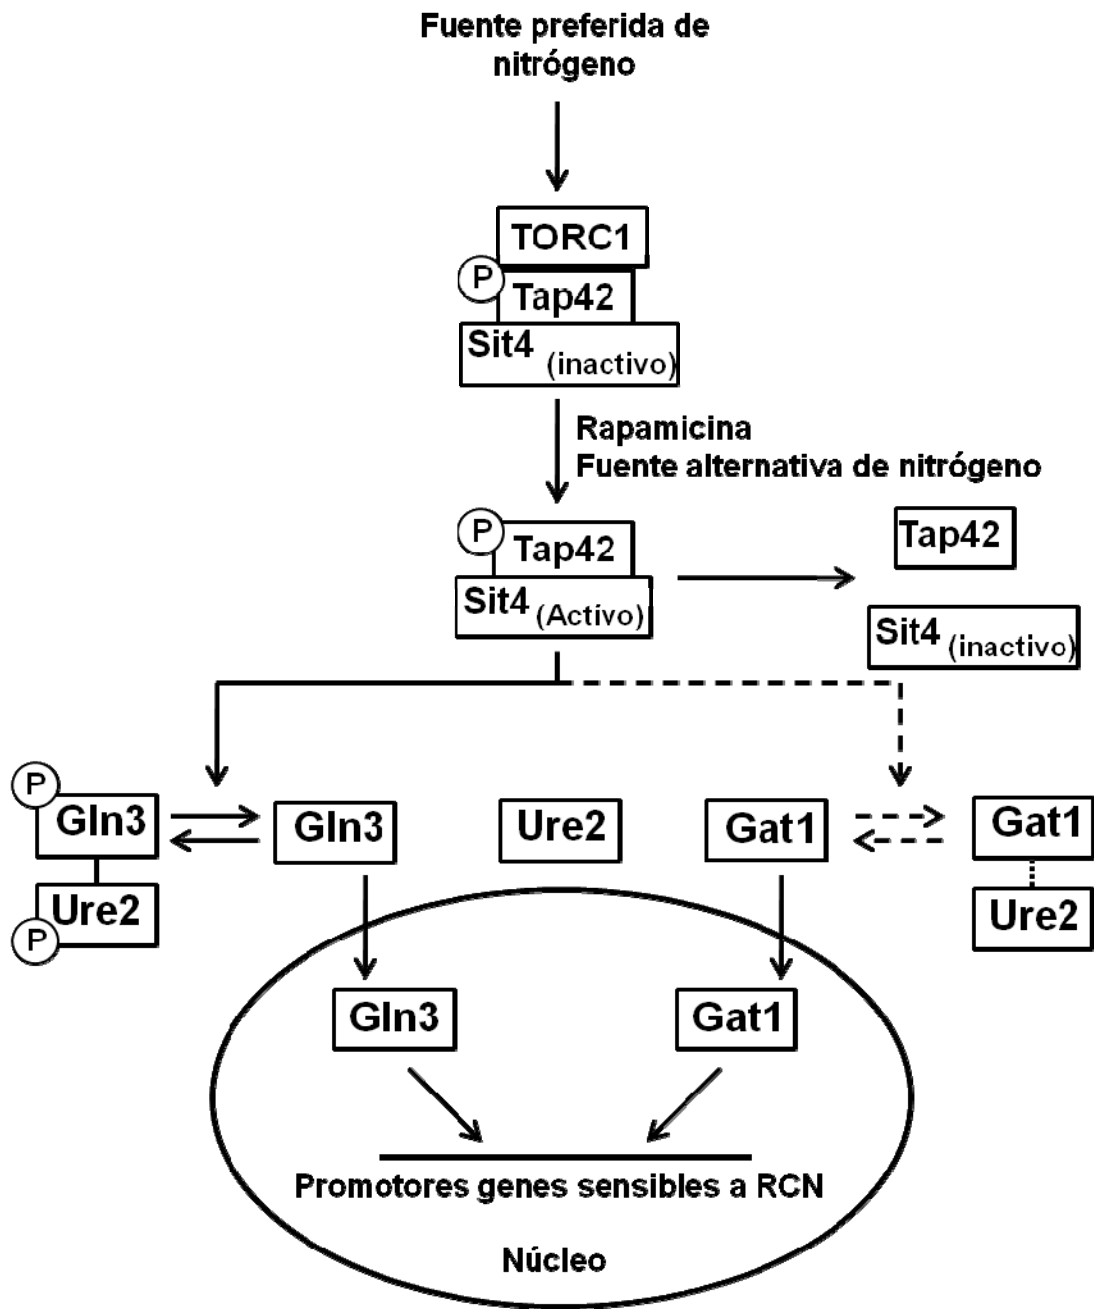 Fuente preferida de
nitrógeno
TORC1
P
Tap42
Sit4 (inactivo)
Rapamicina
Fuente alternativa de nitrógeno
P
Tap42
Sit4 (Activo)
Tap42
Sit4 (inactivo)
P
Gln3
Ure2
P
Gln3
Ure2
Gat1
Gat1
Ure2
Gln3
Gat1
Promotores genes sensibles a RCN
Núcleo